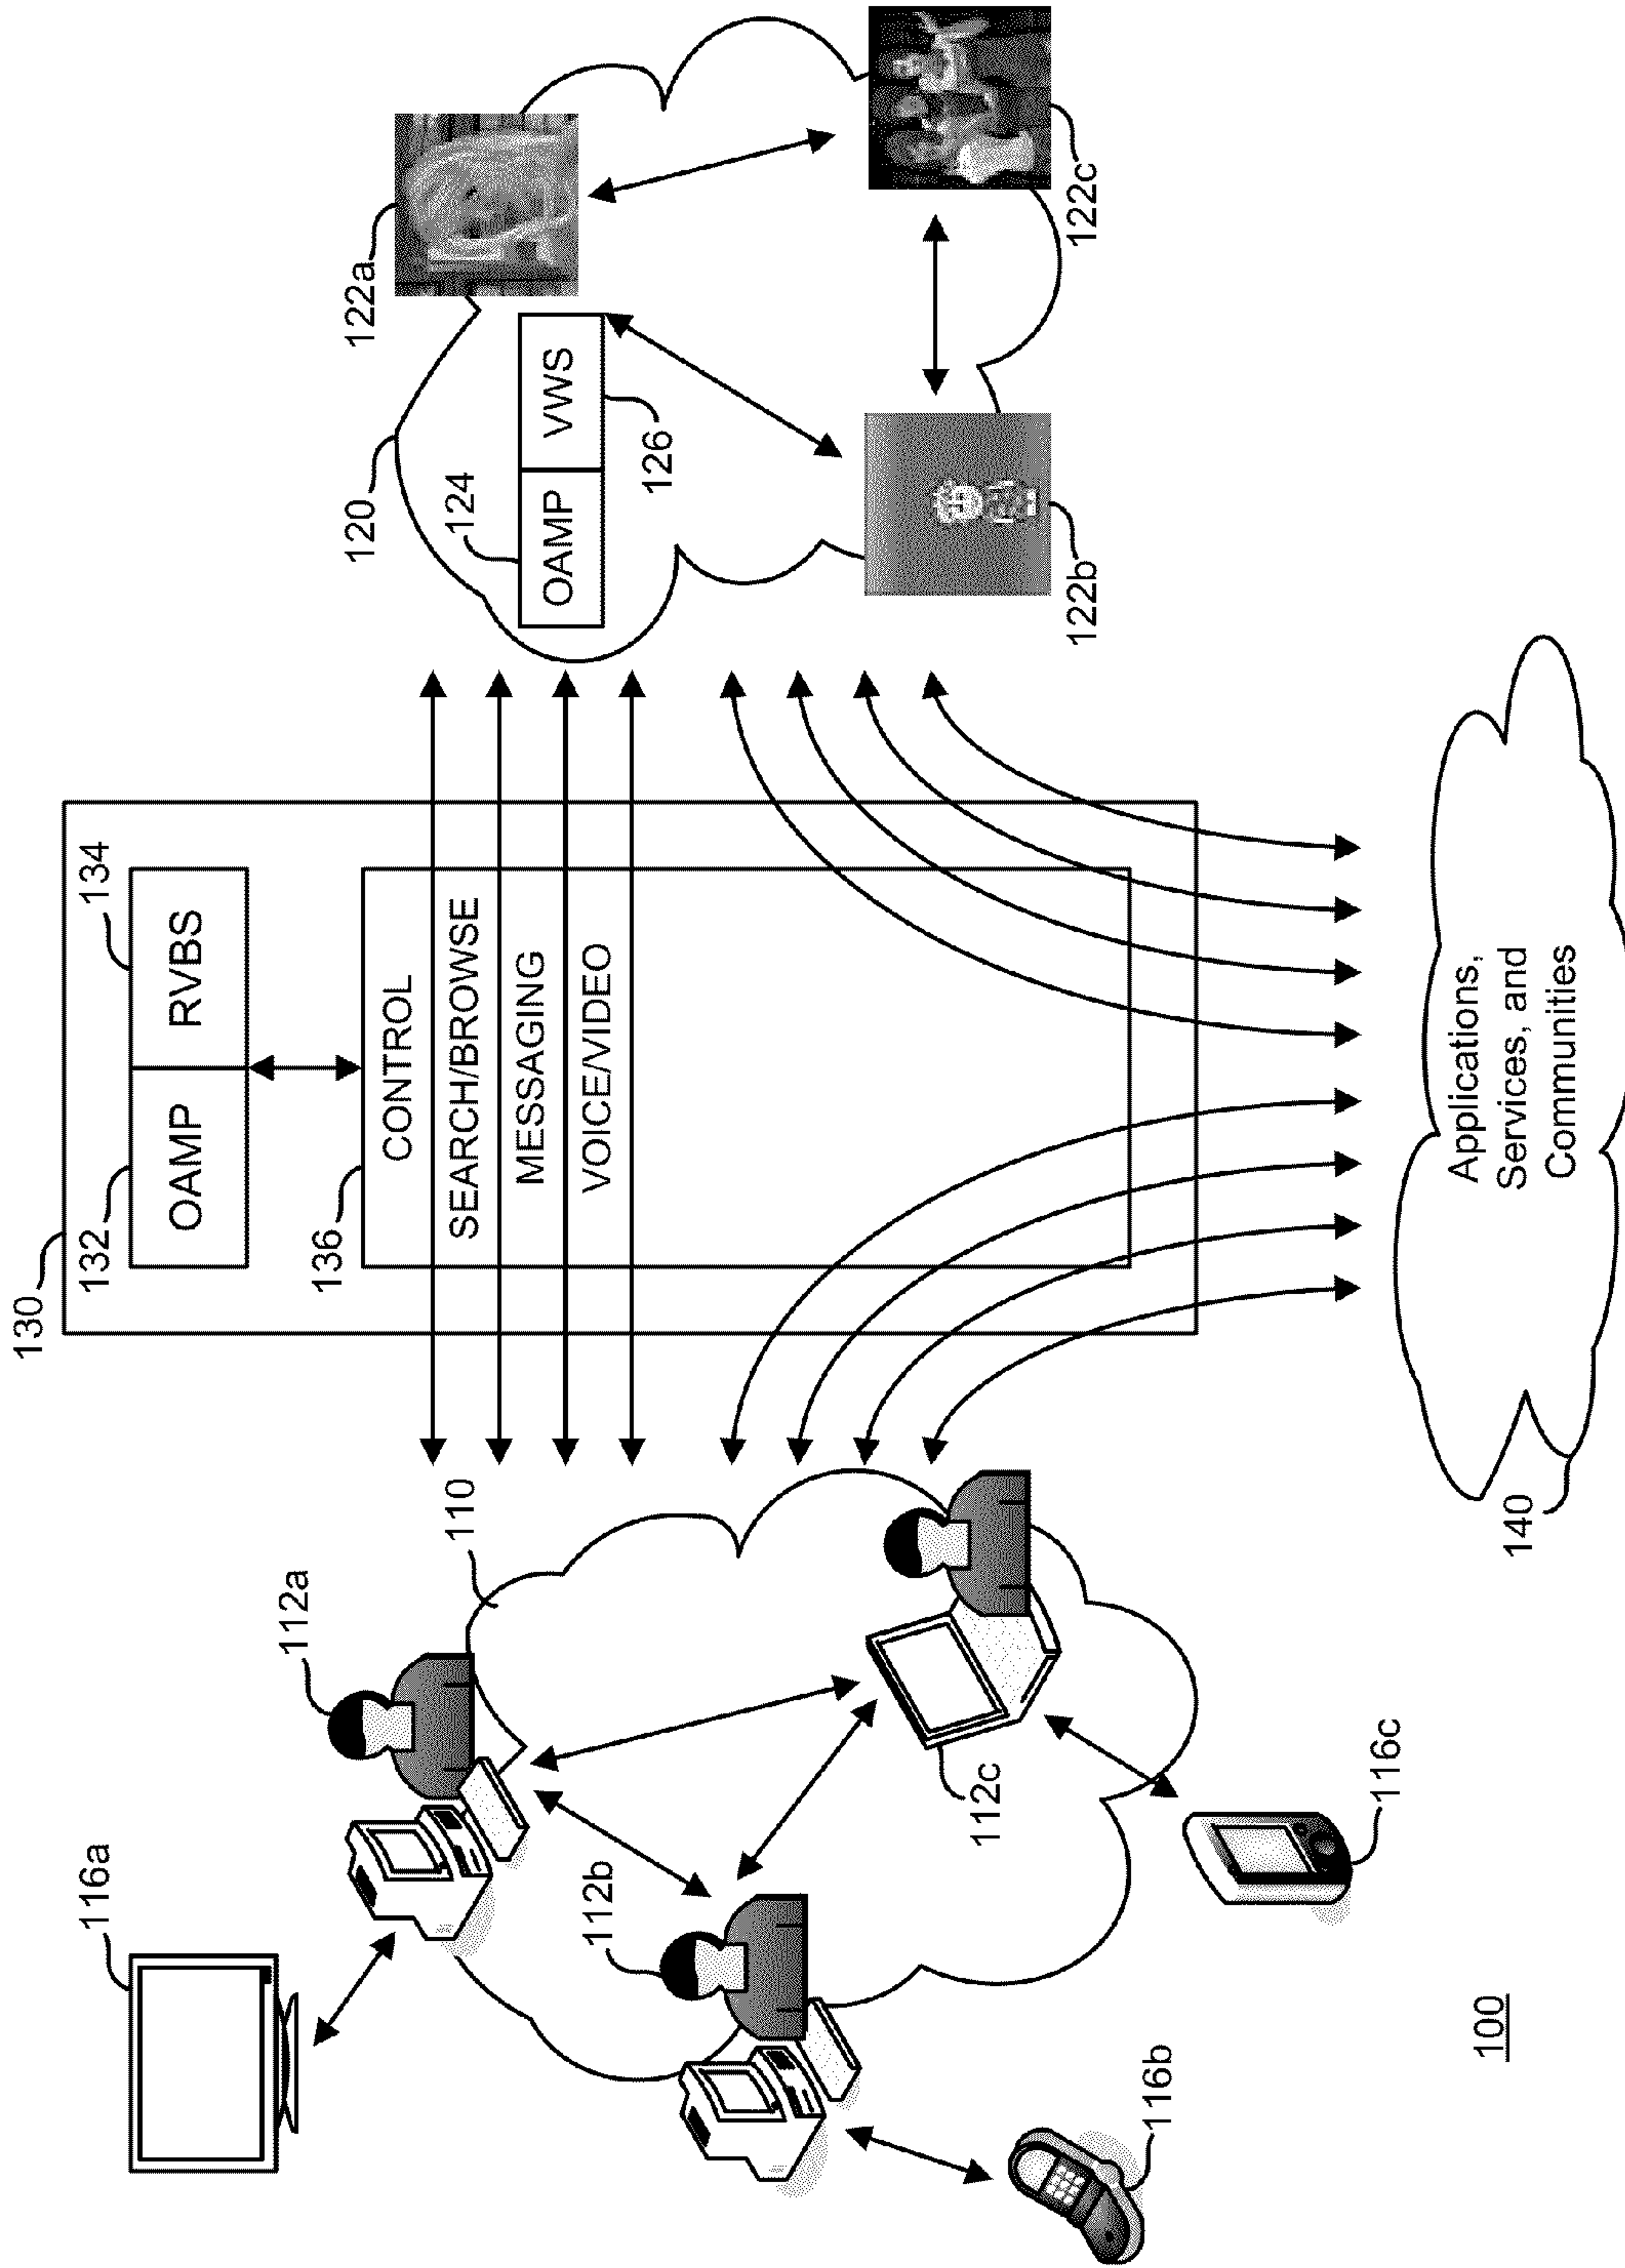 130
132
134
OAMP
RVBS
136
CONTROL
SEARCH/BROWSE
MESSAGING
VOICE/VIDEO
116a
112a
110
112b
112c
116b
116c
120
122a
124
OAMP
VWS
126
122b
122c
Applications,
Services, and
Communities
140
100